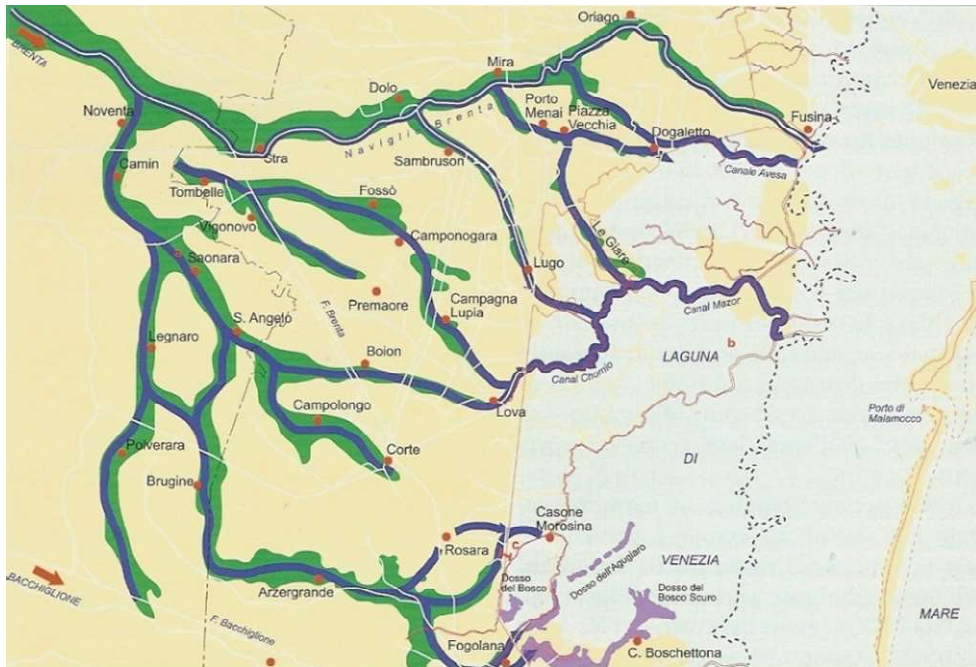 Oriago
BRENTA
Mira
Dolo
Venezia
Noventa
Porto
Menai
Piazza
Vecchia
Fusina
Naviglio Brenta
Dogaletto
Stra
Sambruson
Camin
Canale Avesa
Tombelle
Fossò
Vigonovo
Le Giare
Camponogara
Saonara
Lugo
Premaore
Campagna
Lupia
Canal Mazor
S. Angelo
F. Brenta
Legnaro
b
Boion
LAGUNA
Canal Chornio
Campolongo
Lova
Porto di
Malamocco
Polverara
Corte
DI
Brugine
Casone
Morosina
Rosara
c
Dosso
del Bosco
Dosso dell'Agugiaro
VENEZIA
BACCHIGLIONE
Arzergrande
Dosso del
Bosco Scuro
MARE
F. Bacchiglione
Fogolana
C. Boschettona